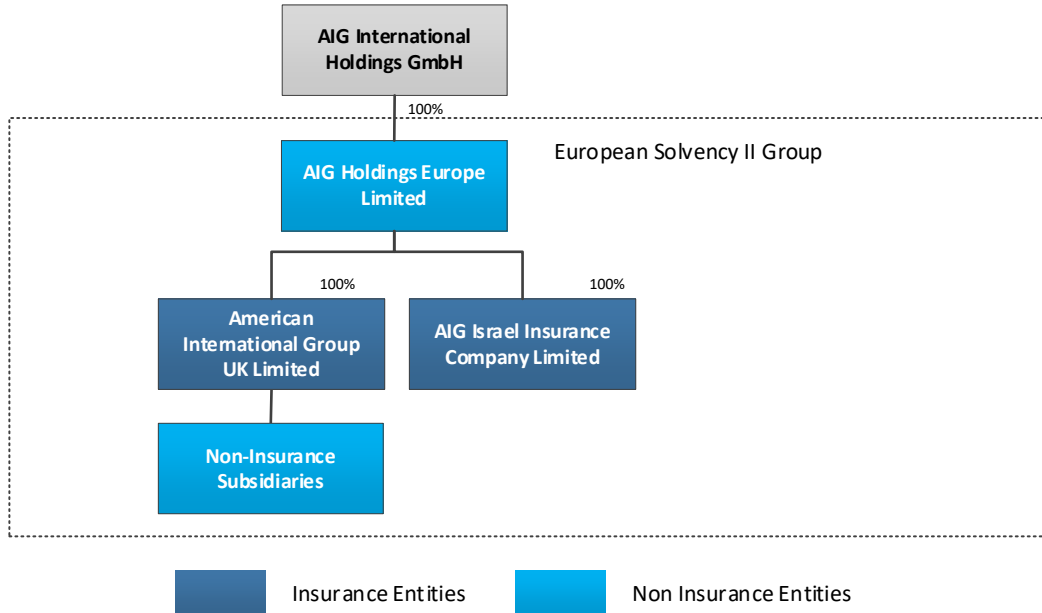 AIG International
Holdings GmbH
100%
European Solvency II Group
AIG Holdings Europe
Limited
100%
100%
American
International Group
UK Limited
AIG Israel Insurance
Company Limited
Non-Insurance
Subsidiaries
Insurance Entities
Non Insurance Entities